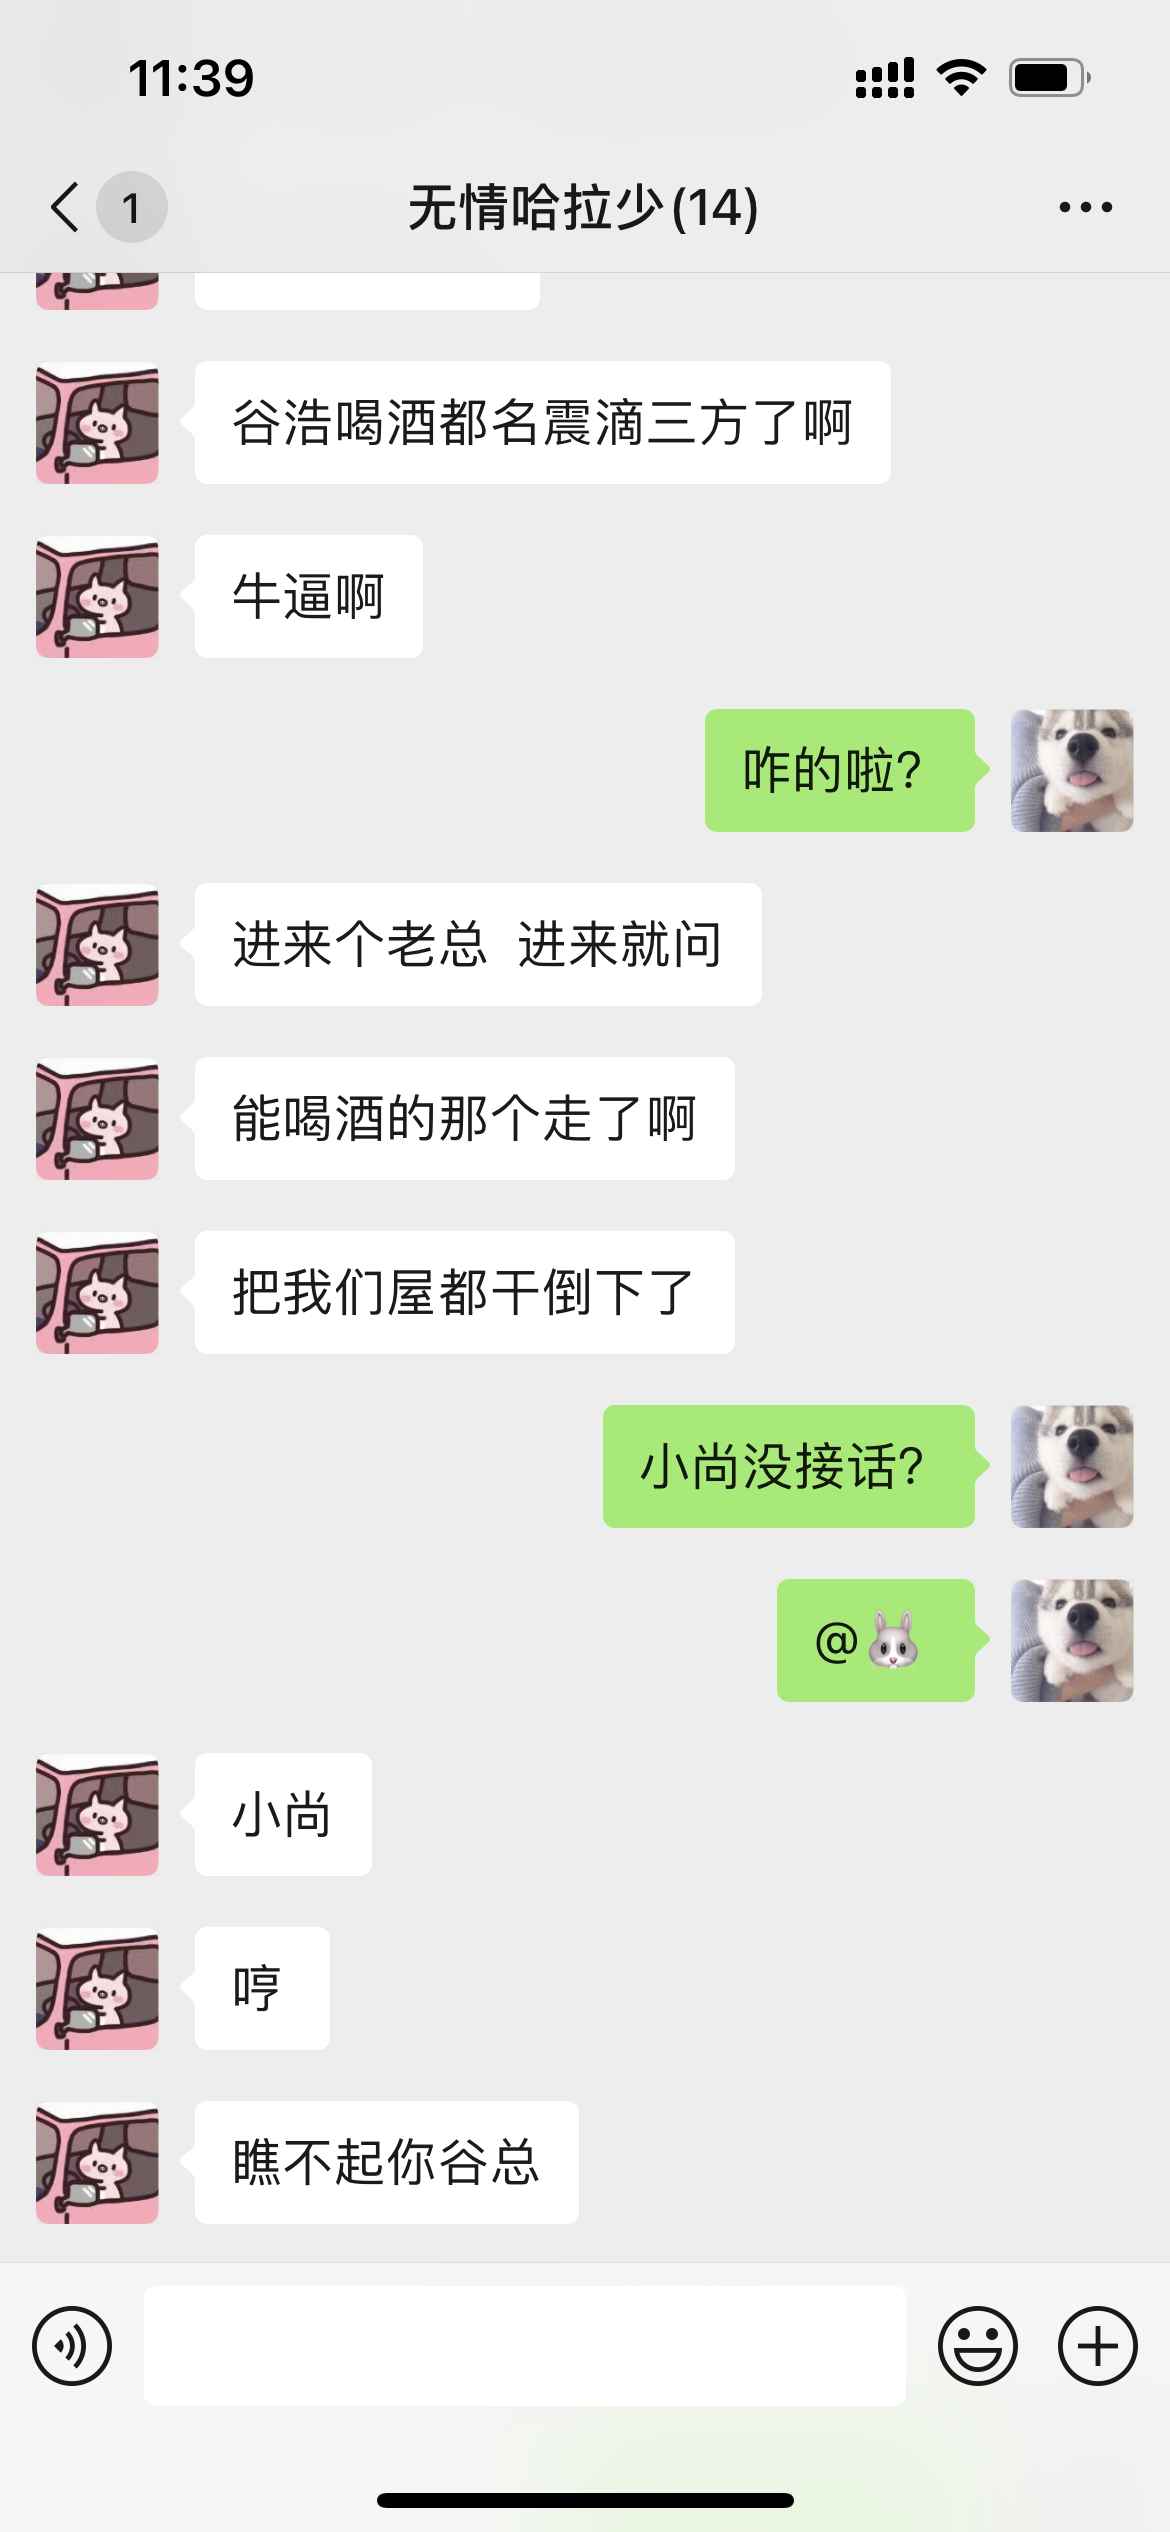 11:39
1
无情哈拉少(14)
谷浩喝酒都名震滴三方了啊
牛逼啊
咋的啦?
进来个老总 进来就问
能喝酒的那个走了啊
把我们屋都干倒下了
小尚没接话?
@🐰
小尚
哼
瞧不起你谷总